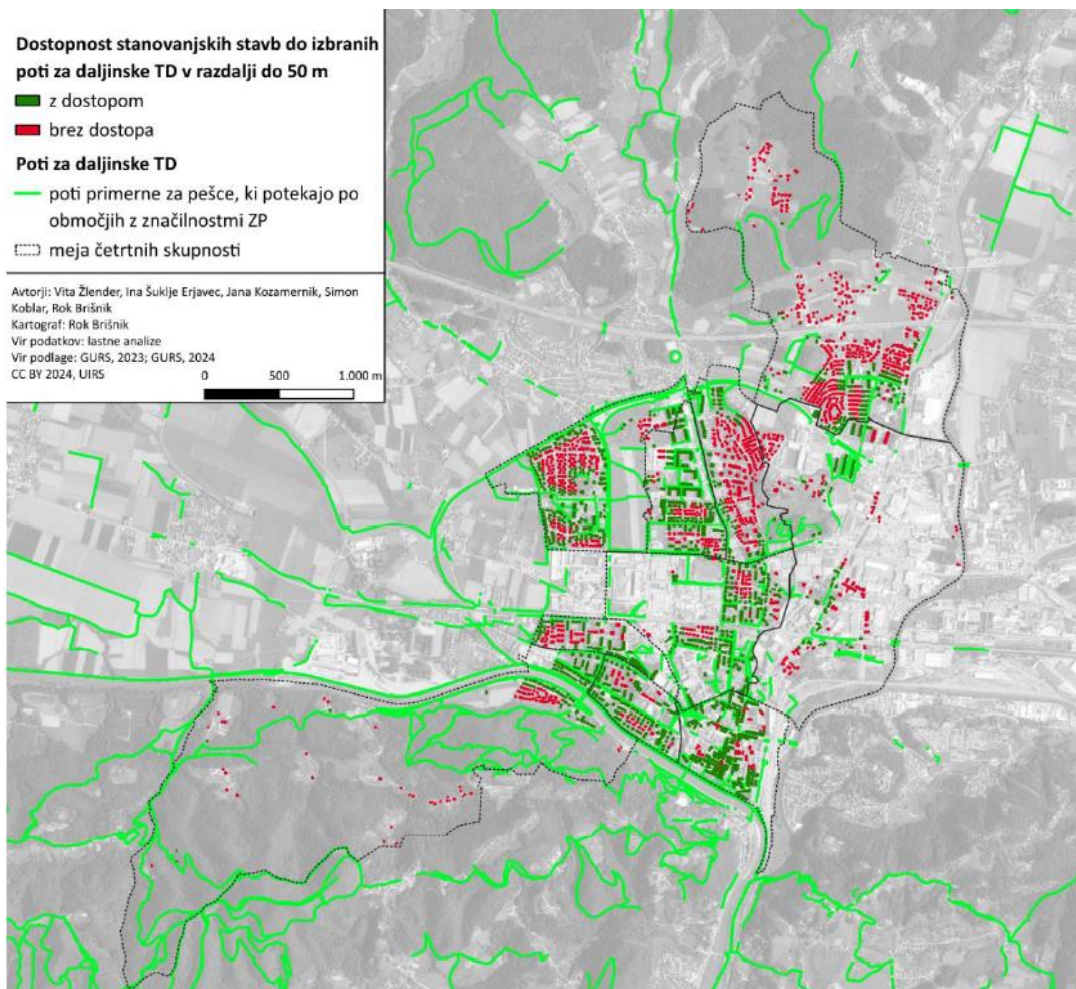 Dostopnost stanovanjskih stavb do izbranih
poti za daljinske TD v razdalji do 50 m
z dostopom
brez dostopa
Poti za daljinske TD
poti primerne za pešce, ki potekajo po
območjih z značilnostmi ZP
meja četrtnih skupnosti
Avtorji: Vita Žlender, Ina Šuklje Erjavec, Jana Kozamernik, Simon
Koblar, Rok Brišnik
Kartograf: Rok Brišnik
Vir podatkov: lastne analize
Vir podlage: GURS, 2023; GURS, 2024
CC BY 2024, UIRS
0 500 1.000 m